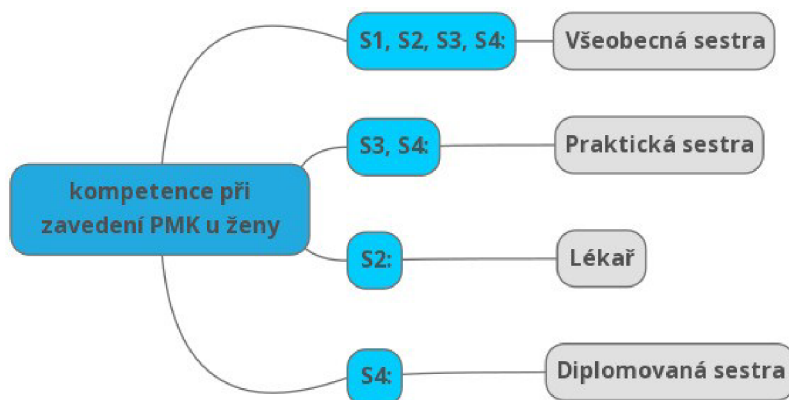 kompetence při
zavedení PMK u ženy
S1, S2, S3, S4:
Všeobecná sestra
S3, S4:
Praktická sestra
S2:
Lékař
S4:
Diplomovaná sestra